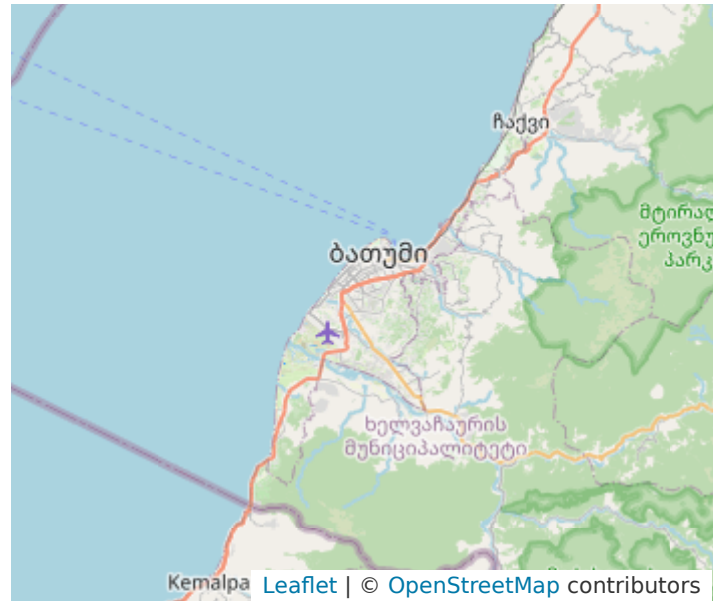 ჩაქვი
მტირალ
ეროვნუ
პარკ
ბათუმი
ხელვაჩაურის
მუნიციპალიტეტი
Kemalpa
Leaflet | © OpenStreetMap contributors